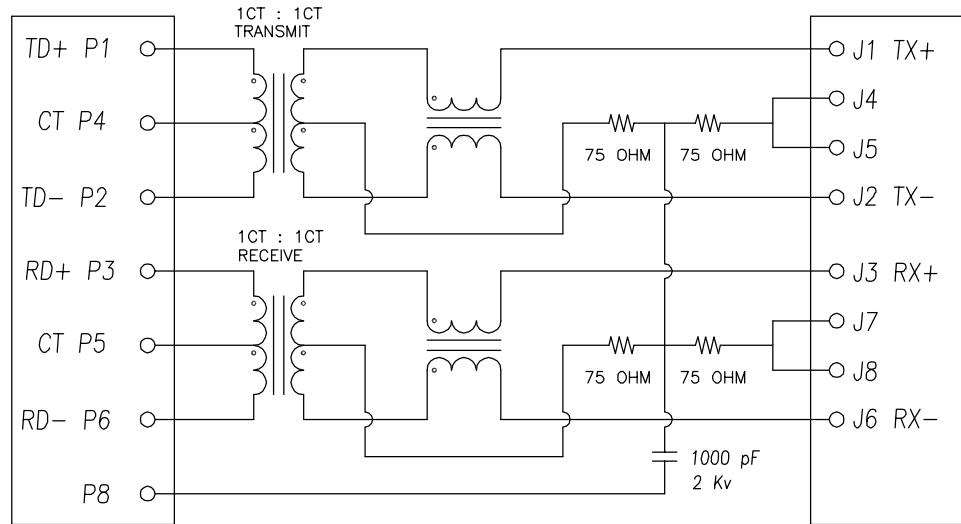 1CT : 1CT
TRANSMIT
TD+ P1
J1 TX+
J4
CT P4
75 OHM
75 OHM
J5
TD- P2
J2 TX-
1CT : 1CT
RECEIVE
RD+ P3
J3 RX+
J7
CT P5
75 OHM
75 OHM
J8
RD- P6
J6 RX-
1000 pF
2 Kv
P8